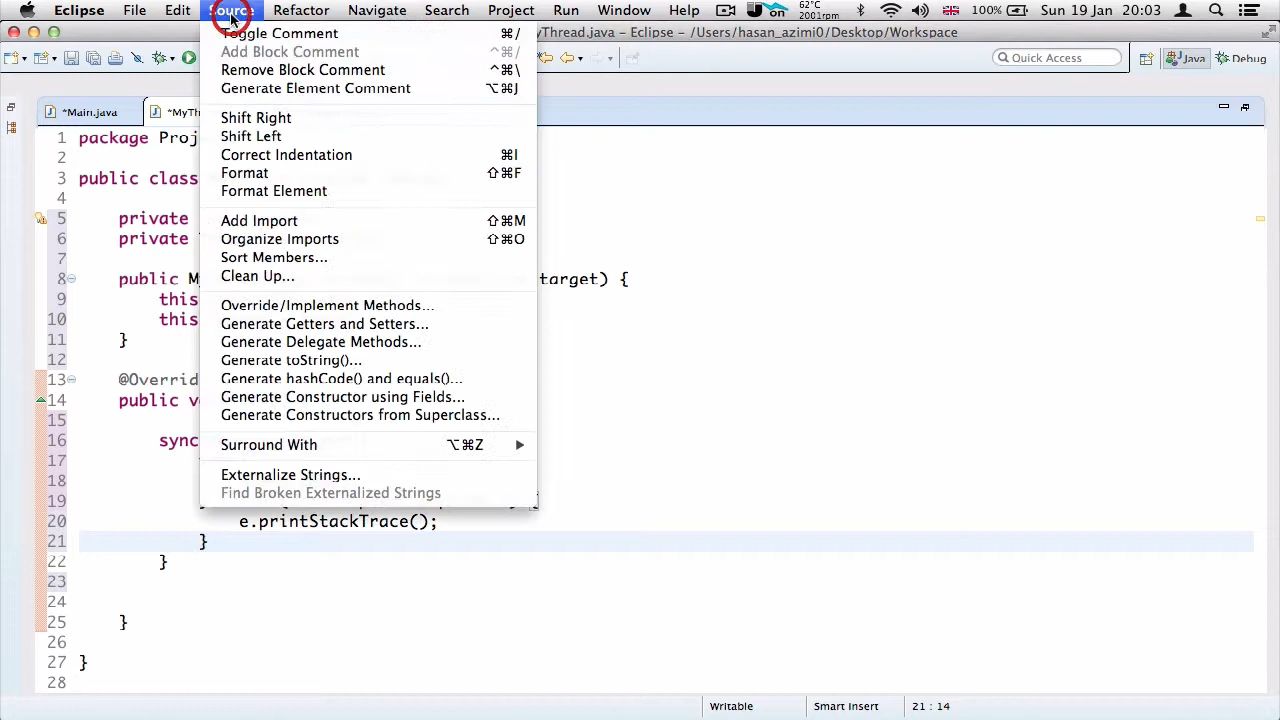 Eclipse File Edit Source Refactor Navigate Search Project Run Window Help 62°C 2001rpm 100% Sun 19 Jan 20:03
MyThread.java - Eclipse - /Users/hasan_azimi0/Desktop/Workspace
Quick Access Java Debug
*Main.java *MyTh
Toggle Comment ⌘/
Add Block Comment ^⌘/
Remove Block Comment ^⌘\
Generate Element Comment ⌥⌘J
Shift Right
Shift Left
Correct Indentation ⌘I
Format ⇧⌘F
Format Element
Add Import ⇧⌘M
Organize Imports ⇧⌘O
Sort Members...
Clean Up...
Override/Implement Methods...
Generate Getters and Setters...
Generate Delegate Methods...
Generate toString()...
Generate hashCode() and equals()...
Generate Constructor using Fields...
Generate Constructors from Superclass...
Surround With ⌥⌘Z
Externalize Strings...
Find Broken Externalized Strings
1 package Proj
2
3 public class
4
5 private
6 private
7
8 public M target) {
9 this
10 this
11 }
12
13 @Overrid
14 public v
15
16 sync
17
18
19
20 e.printStackTrace();
21 }
22 }
23
24
25 }
26
27 }
28
Writable Smart Insert 21 : 14